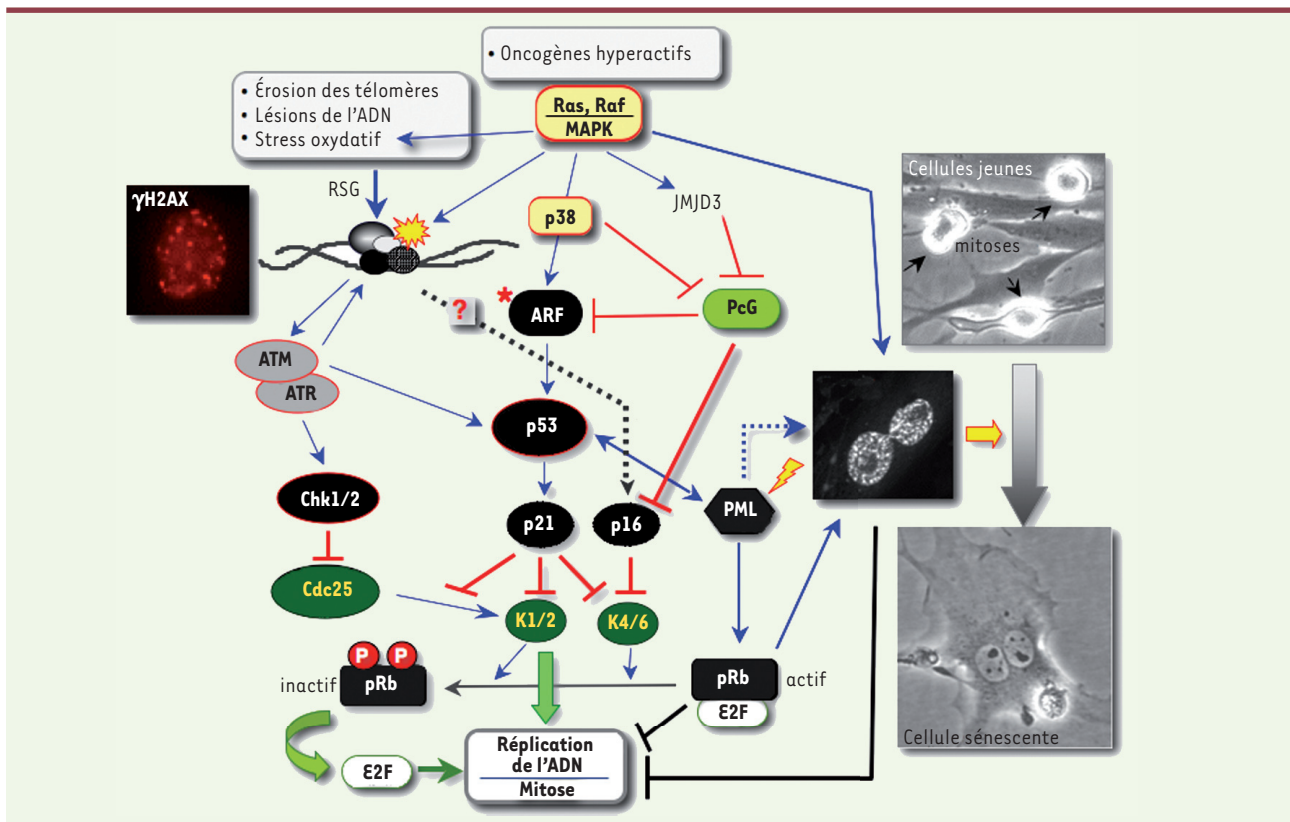 • Oncogènes hyperactifs
• Érosion des télomères
• Lésions de l'ADN
• Stress oxydatif
Ras, Raf
MAPK
RSG
JMJD3
γH2AX
p38
Cellules jeunes
mitoses
*
?
ARF
PcG
ATM
ATR
p53
Chk1/2
p21
p16
PML
Cdc25
K1/2
K4/6
P P
inactif
pRb
pRb
actif
E2F
E2F
Réplication
de l'ADN
Mitose
Cellule sénescente